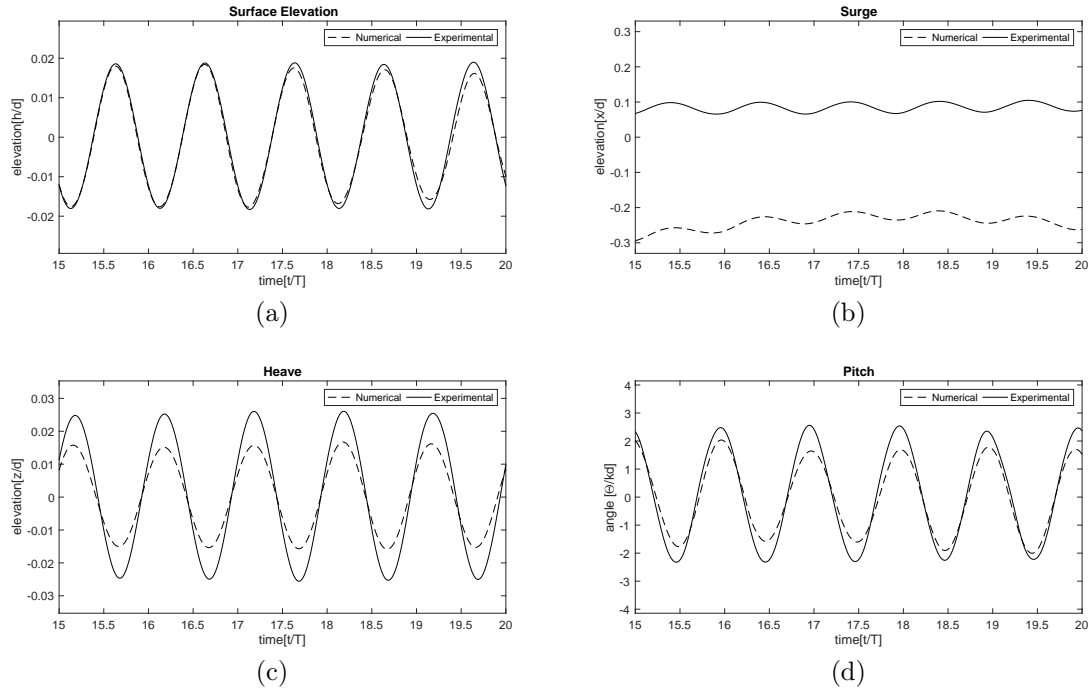 Surface Elevation
Numerical Experimental
0.02
0.01
0
-0.01
-0.02
elevation[h/d]
15 15.5 16 16.5 17 17.5 18 18.5 19 19.5 20
time[t/T]
(a)
Surge
Numerical Experimental
0.3
0.2
0.1
0
-0.1
-0.2
-0.3
elevation[x/d]
15 15.5 16 16.5 17 17.5 18 18.5 19 19.5 20
time[t/T]
(b)
Heave
Numerical Experimental
0.03
0.02
0.01
0
-0.01
-0.02
-0.03
elevation[z/d]
15 15.5 16 16.5 17 17.5 18 18.5 19 19.5 20
time[t/T]
(c)
Pitch
Numerical Experimental
4
3
2
1
0
-1
-2
-3
-4
angle [Θ/kd]
15 15.5 16 16.5 17 17.5 18 18.5 19 19.5 20
time[t/T]
(d)